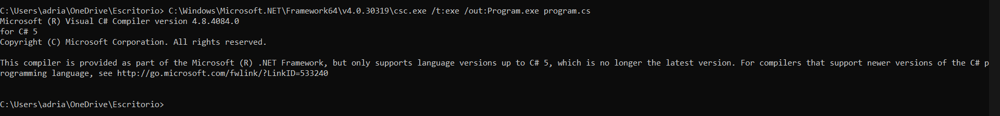 C:\Users\adria\OneDrive\Escritorio> C:\Windows\Microsoft.NET\Framework64\v4.0.30319\csc.exe /t:exe /out:Program.exe program.cs
Microsoft (R) Visual C# Compiler version 4.8.4084.0
for C# 5
Copyright (C) Microsoft Corporation. All rights reserved.
This compiler is provided as part of the Microsoft (R) .NET Framework, but only supports language versions up to C# 5, which is no longer the latest version. For compilers that support newer versions of the C# p
rogramming language, see http://go.microsoft.com/fwlink/?LinkID=533240
C:\Users\adria\OneDrive\Escritorio>